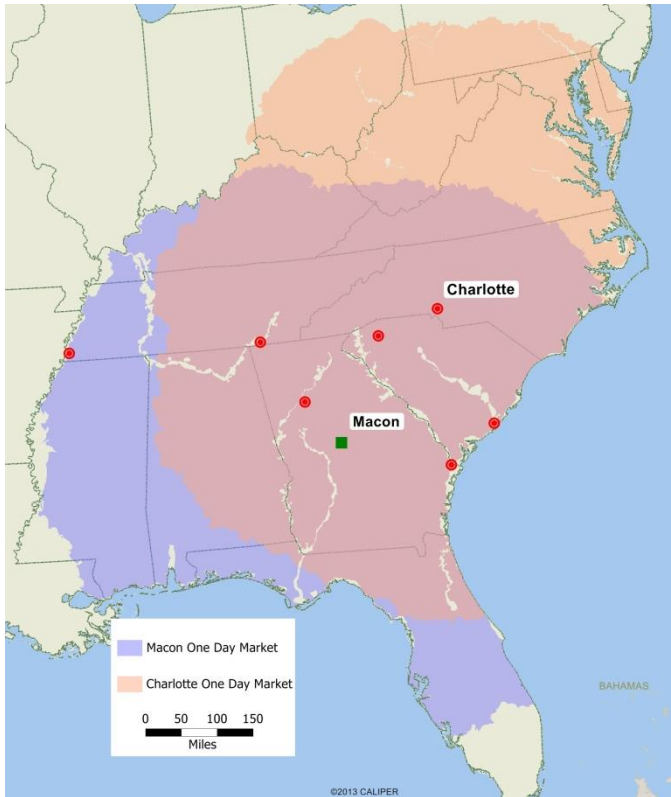 Charlotte
Macon
Macon One Day Market
Charlotte One Day Market
0 50 100 150
Miles
BAHAMAS
©2013 CALIPER